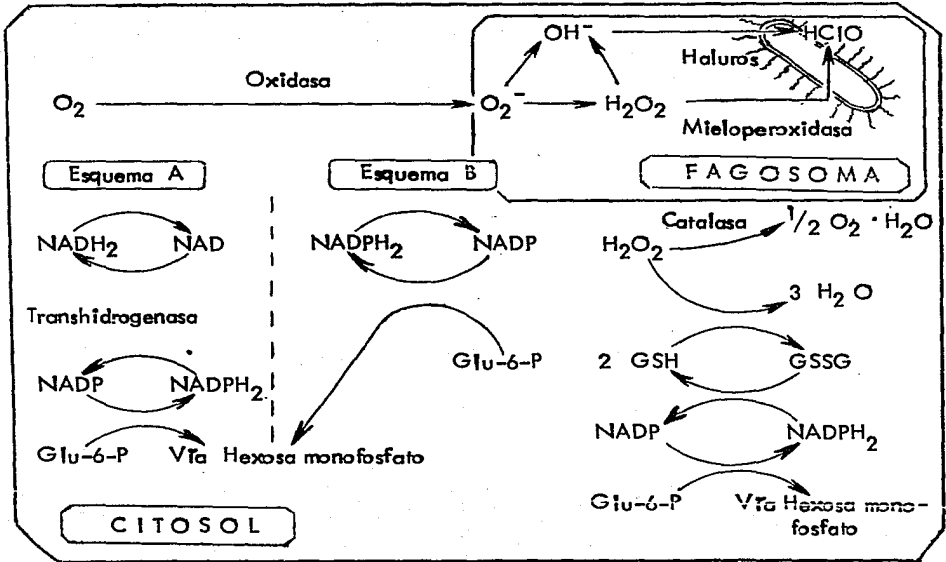 OH⁻ HClO
Haluros
Oxidasa
O₂ O₂⁻ H₂O₂
Mieloperoxidasa
Esquema A Esquema B FAGOSOMA
Catalasa 1/2 O₂ · H₂O
NADH₂ NAD NADPH₂ NADP H₂O₂
3 H₂O
Transhidrogenasa
Glu-6-P 2 GSH GSSG
NADP NADPH₂
NADP NADPH₂
Glu-6-P Vía Hexosa monofosfato
Glu-6-P Vía Hexosa mono-
fosfato
CITOSOL